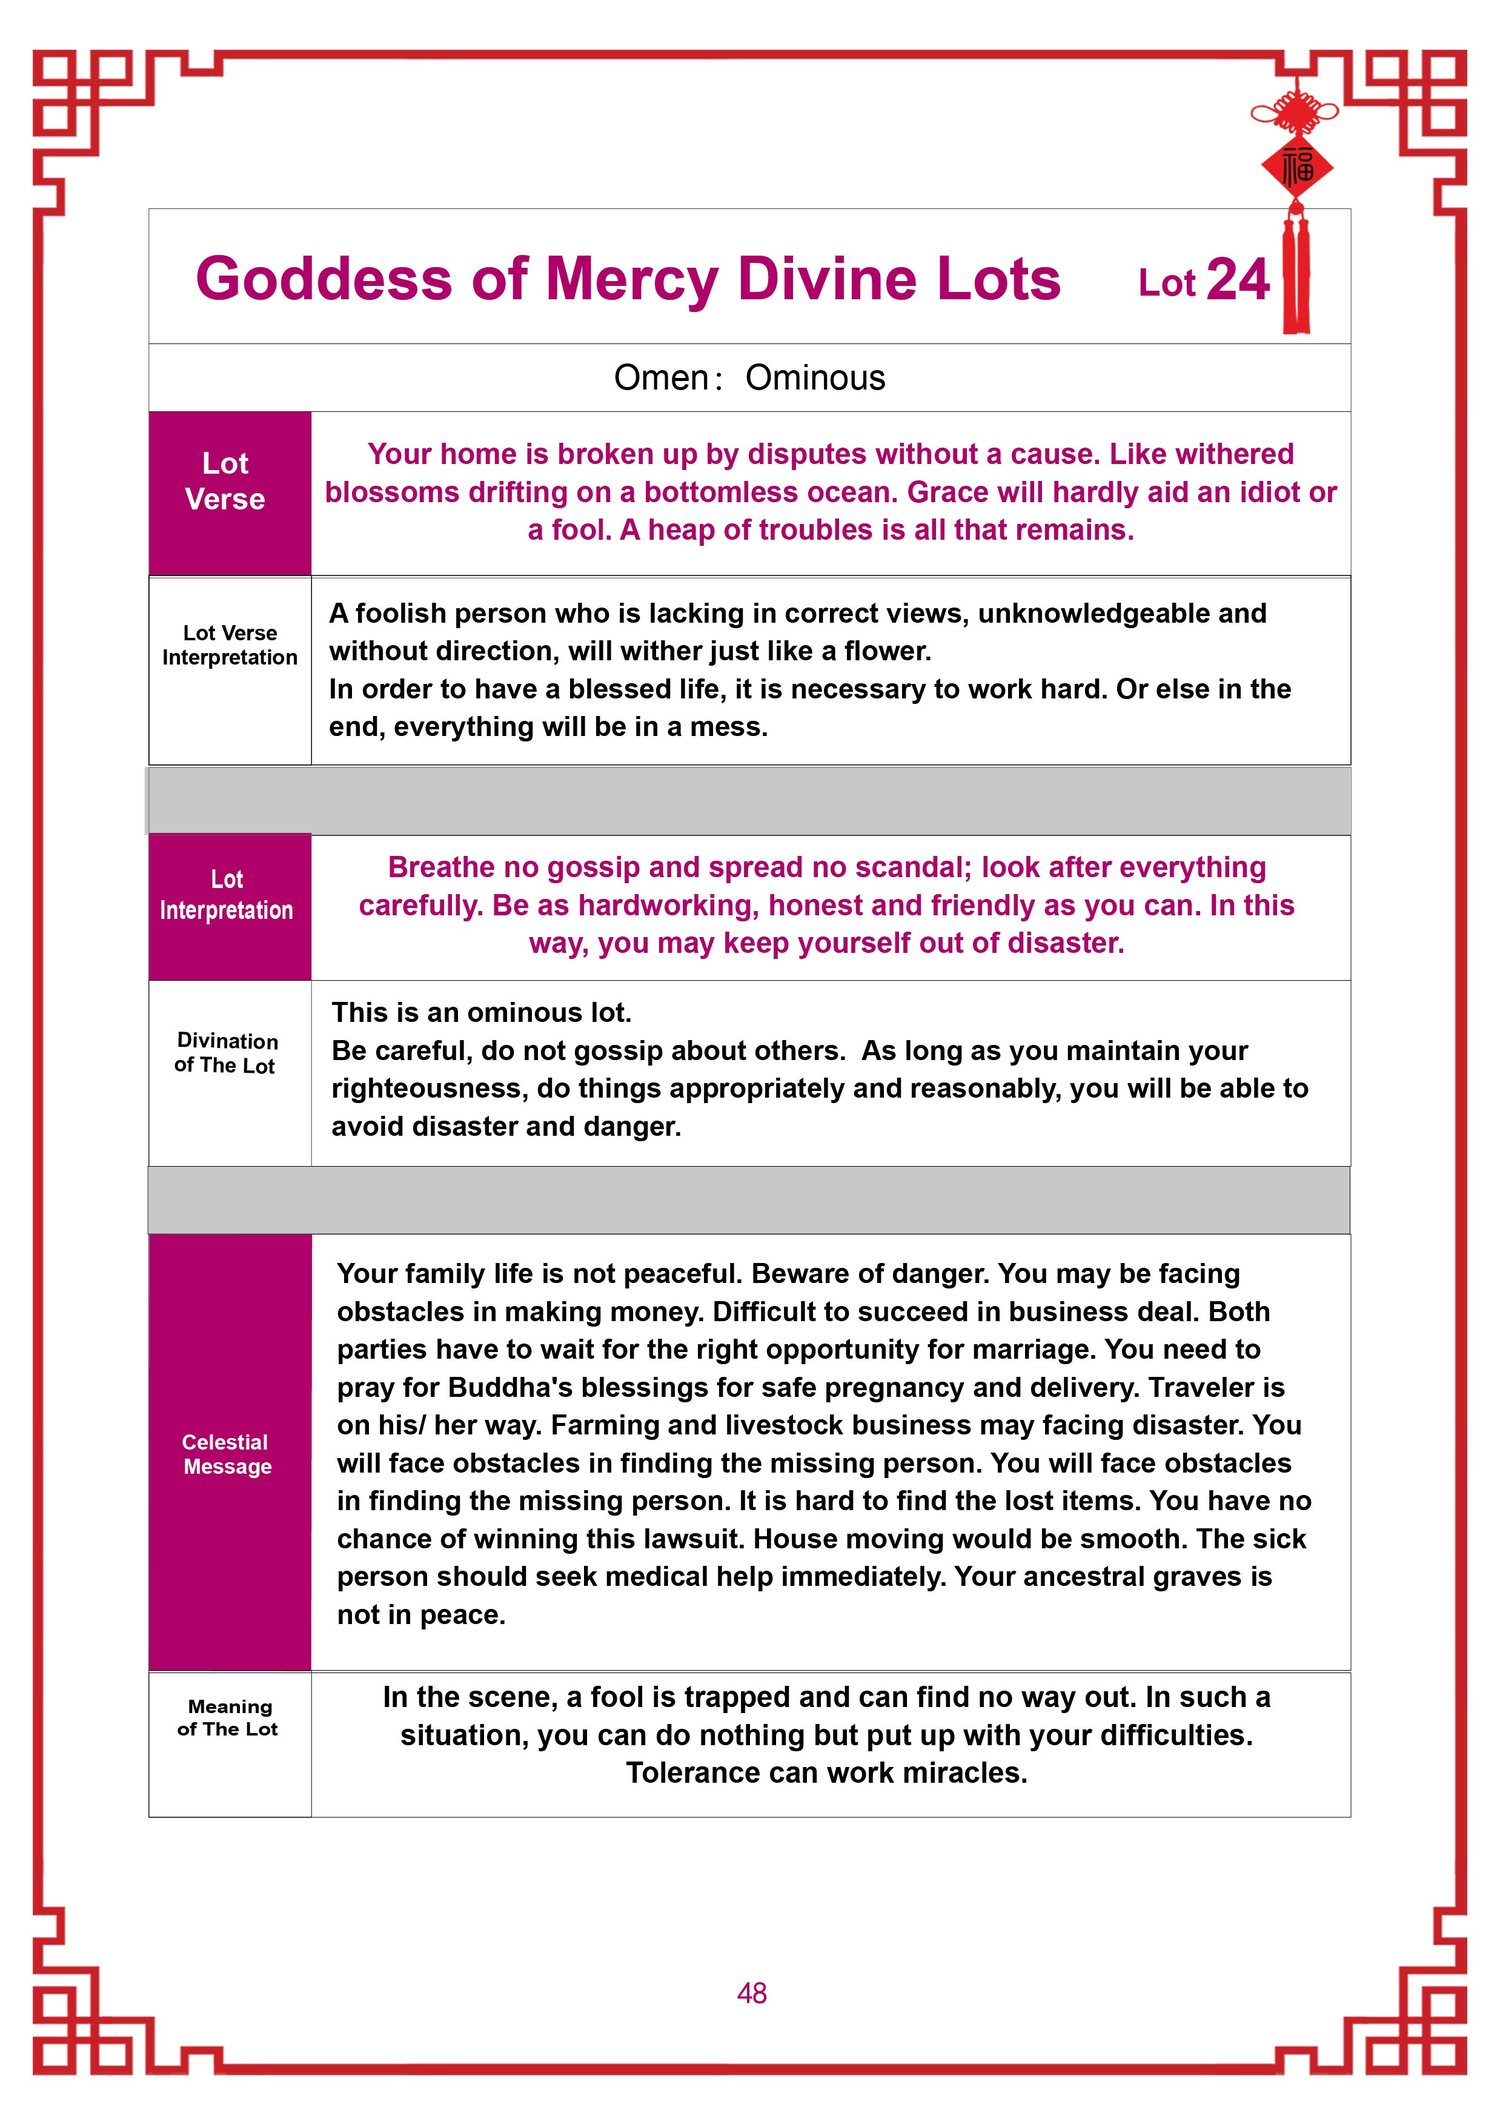 福
Goddess of Mercy Divine Lots Lot 24
Omen： Ominous
Lot
Verse
Your home is broken up by disputes without a cause. Like withered
blossoms drifting on a bottomless ocean. Grace will hardly aid an idiot or
a fool. A heap of troubles is all that remains.
Lot Verse
Interpretation
A foolish person who is lacking in correct views, unknowledgeable and
without direction, will wither just like a flower.
In order to have a blessed life, it is necessary to work hard. Or else in the
end, everything will be in a mess.
Lot
Interpretation
Breathe no gossip and spread no scandal; look after everything
carefully. Be as hardworking, honest and friendly as you can. In this
way, you may keep yourself out of disaster.
Divination
of The Lot
This is an ominous lot.
Be careful, do not gossip about others.  As long as you maintain your
righteousness, do things appropriately and reasonably, you will be able to
avoid disaster and danger.
Celestial
Message
Your family life is not peaceful. Beware of danger. You may be facing
obstacles in making money. Difficult to succeed in business deal. Both
parties have to wait for the right opportunity for marriage. You need to
pray for Buddha's blessings for safe pregnancy and delivery. Traveler is
on his/ her way. Farming and livestock business may facing disaster. You
will face obstacles in finding the missing person. You will face obstacles
in finding the missing person. It is hard to find the lost items. You have no
chance of winning this lawsuit. House moving would be smooth. The sick
person should seek medical help immediately. Your ancestral graves is
not in peace.
Meaning
of The Lot
In the scene, a fool is trapped and can find no way out. In such a
situation, you can do nothing but put up with your difficulties.
Tolerance can work miracles.
48